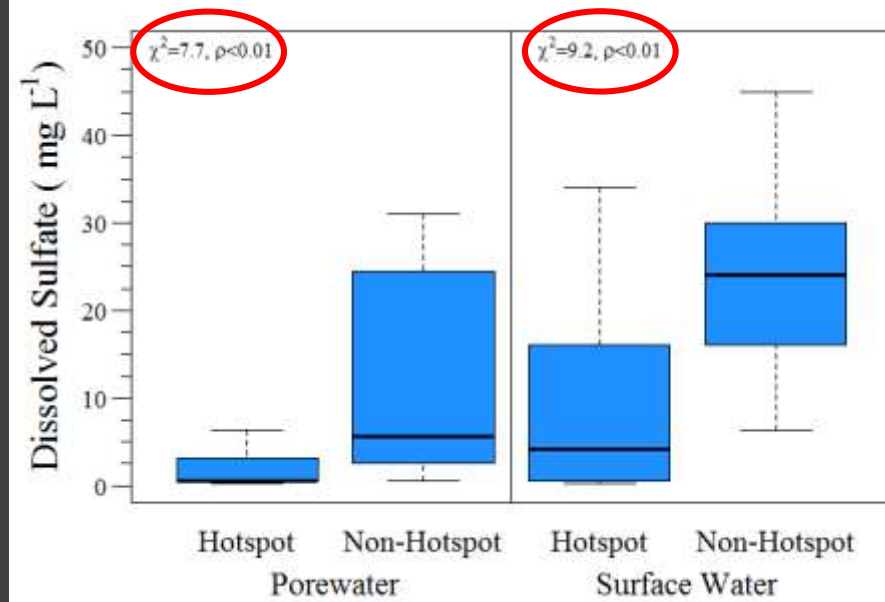 Dissolved Sulfate ( mg L⁻¹)
50
40
30
20
10
0
χ²=7.7, ρ<0.01
χ²=9.2, ρ<0.01
Hotspot Non-Hotspot Hotspot Non-Hotspot
Porewater Surface Water